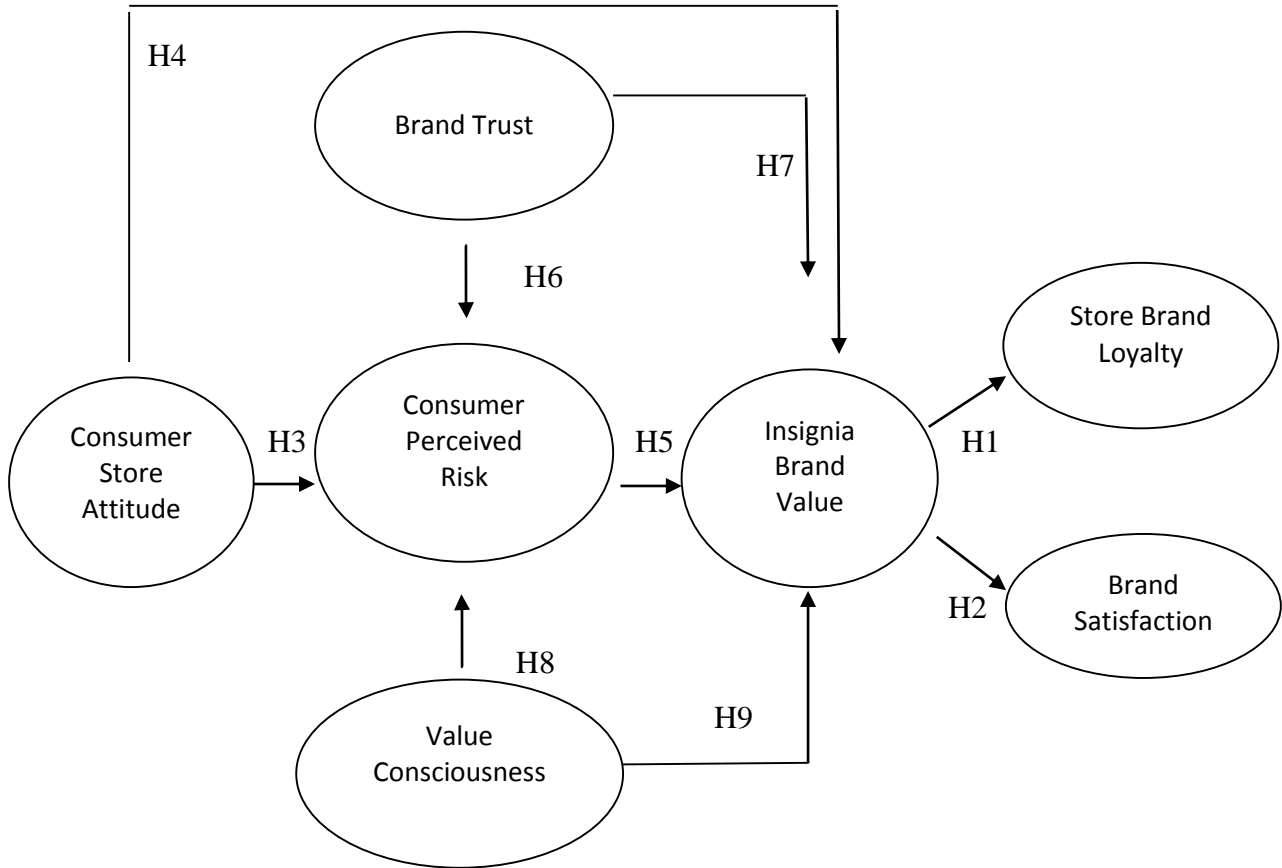 H4
Brand Trust
H7
H6
Store Brand
Loyalty
Consumer
Store
Attitude
H3
Consumer
Perceived
Risk
H5
Insignia
Brand
Value
H1
H2
Brand
Satisfaction
H8
H9
Value
Consciousness